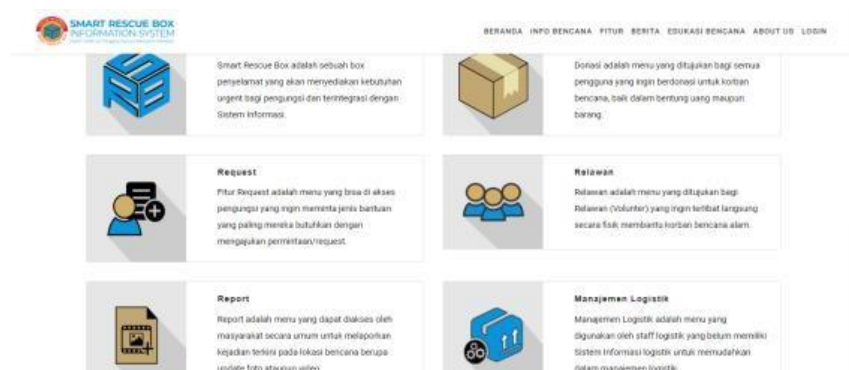 SMART RESCUE BOX
INFORMATION SYSTEM
BERANDA INFO BENCANA FITUR BERITA EDUKASI BENCANA ABOUT US LOGIN
Smart Rescue Box adalah sebuah box
penyelamat yang akan menyediakan kebutuhan
urgent bagi pengungsi dan terintegrasi dengan
Sistem Informasi.
Donasi adalah menu yang ditujukan bagi semua
pengguna yang ingin berdonasi untuk korban
bencana, baik dalam bentung uang maupun
barang.
Request
Fitur Request adalah menu yang bisa di akses
pengungsi yang ingin meminta jenis bantuan
yang paling mereka butuhkan dengan
mengajukan permintaan/request.
Relawan
Relawan adalah menu yang ditujukan bagi
Relawan (Volunter) yang ingin terlibat langsung
secara fisik membantu korban bencana alam.
Report
Report adalah menu yang dapat diakses oleh
masyarakat secara umum untuk melaporkan
kejadian terkini pada lokasi bencana berupa
update foto ataupun video.
Manajemen Logistik
Manajemen Logistik adalah menu yang
digunakan oleh staff logistik yang belum memiliki
Sistem Informasi logistik untuk memudahkan
dalam manajemen logistik.